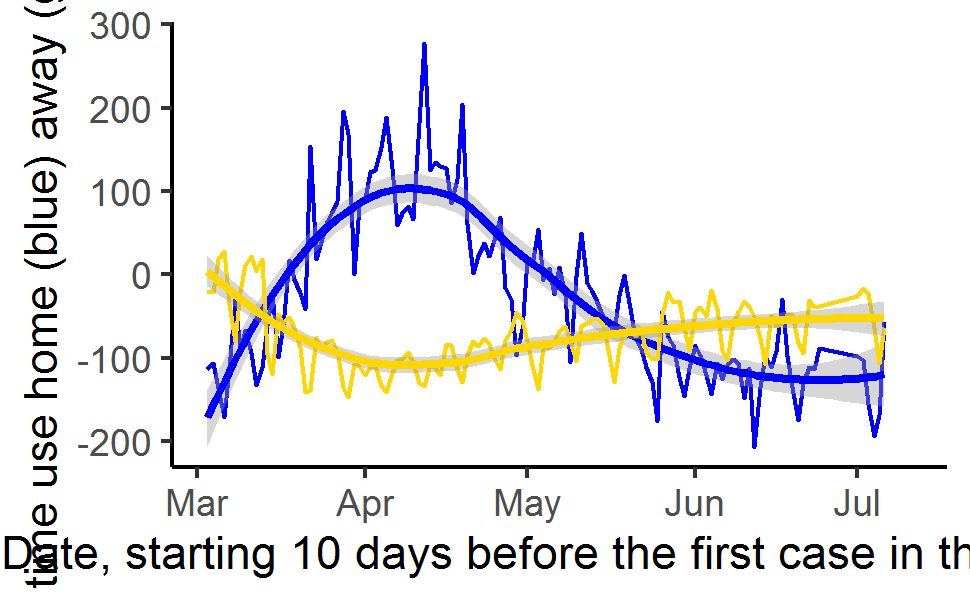 time use home (blue) away (
300
200
100
0
-100
-200
Mar Apr May Jun Jul
Date, starting 10 days before the first case in th